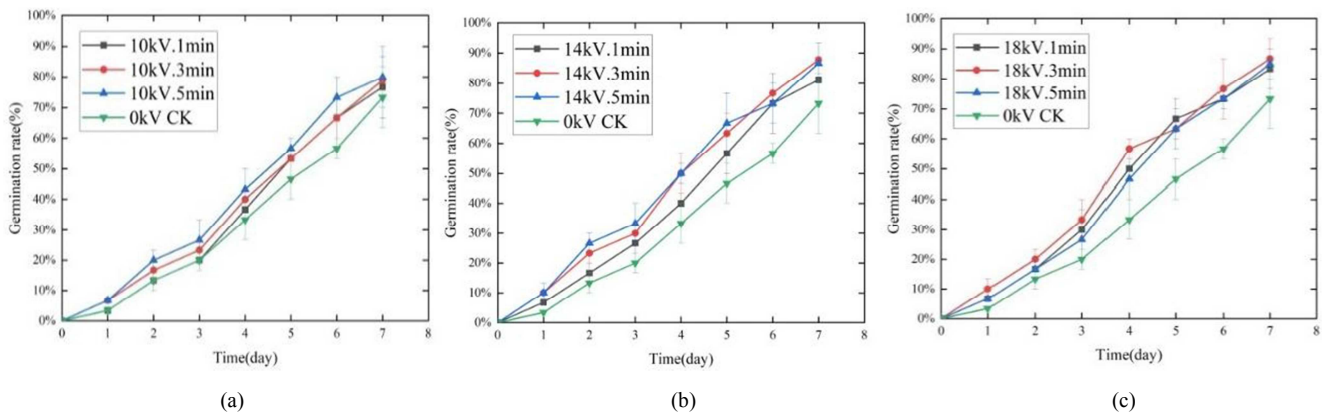 100%
90%
80%
70%
60%
50%
40%
30%
20%
10%
0%
Germination rate(%)
10kV.1min
10kV.3min
10kV.5min
0kV CK
0 1 2 3 4 5 6 7 8
Time(day)
(a)
100%
90%
80%
70%
60%
50%
40%
30%
20%
10%
0%
Germination rate(%)
14kV.1min
14kV.3min
14kV.5min
0kV CK
0 1 2 3 4 5 6 7 8
Time(day)
(b)
100%
90%
80%
70%
60%
50%
40%
30%
20%
10%
0%
Germination rate(%)
18kV.1min
18kV.3min
18kV.5min
0kV CK
0 1 2 3 4 5 6 7 8
Time(day)
(c)